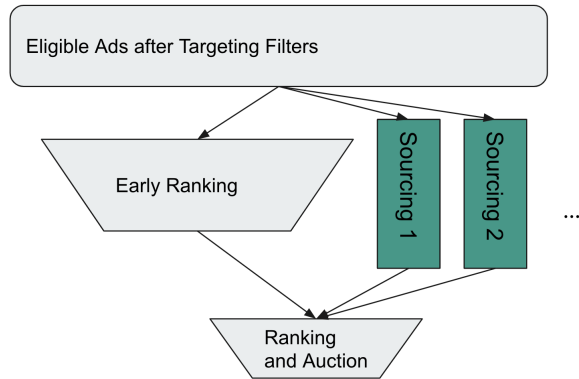 Eligible Ads after Targeting Filters
Early Ranking
Sourcing 1
Sourcing 2
...
Ranking
and Auction